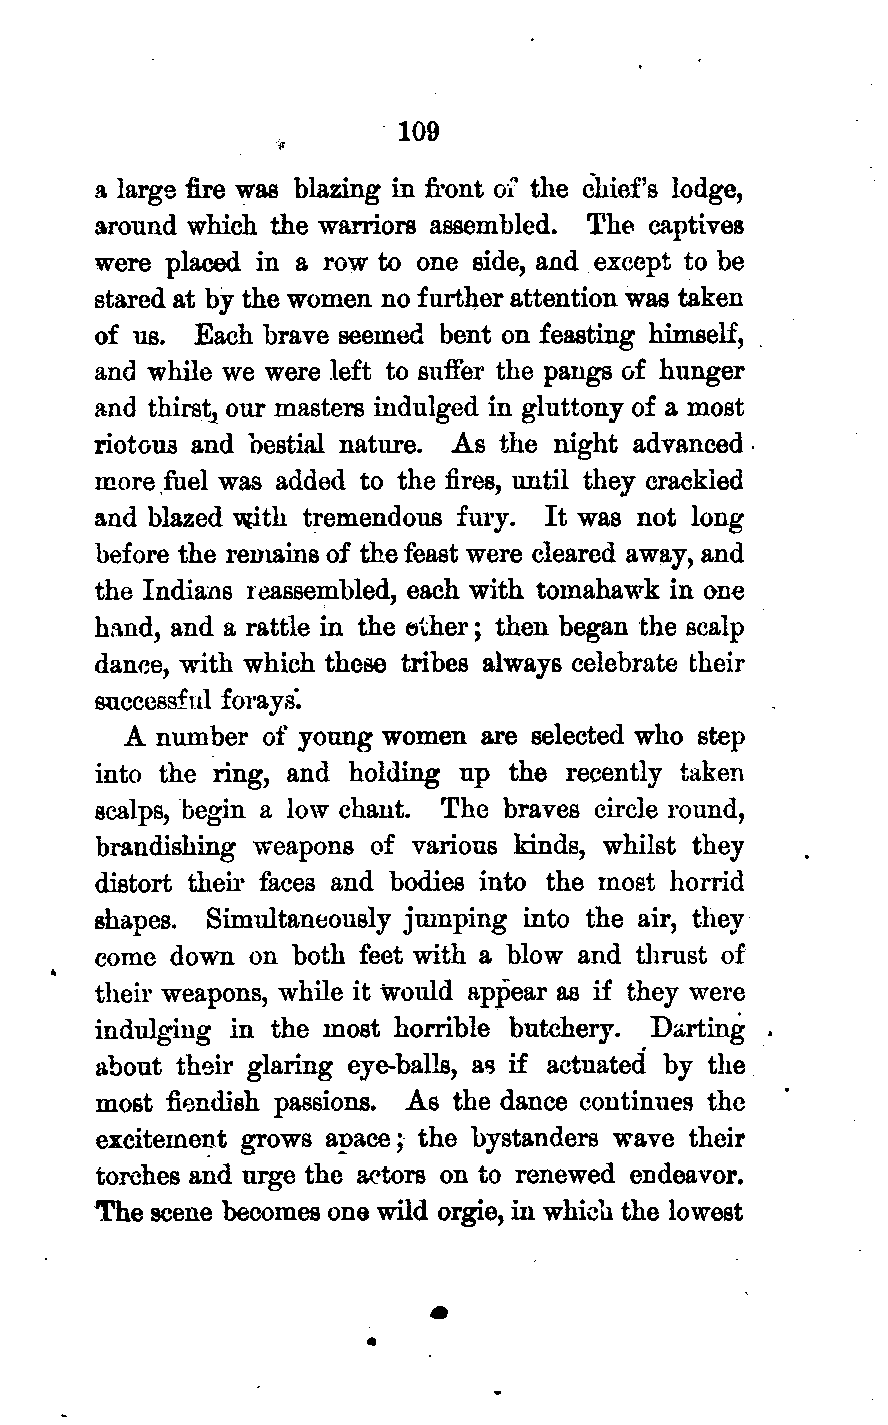 109
a large fire was blazing in front of the chief's lodge,
around which the warriors assembled. The captives
were placed in a row to one side, and except to be
stared at by the women no further attention was taken
of us. Each brave seemed bent on feasting himself,
and while we were left to suffer the pangs of hunger
and thirst, our masters indulged in gluttony of a most
riotous and bestial nature. As the night advanced
more fuel was added to the fires, until they crackled
and blazed with tremendous fury. It was not long
before the remains of the feast were cleared away, and
the Indians reassembled, each with tomahawk in one
hand, and a rattle in the other; then began the scalp
dance, with which these tribes always celebrate their
successful forays.
A number of young women are selected who step
into the ring, and holding up the recently taken
scalps, begin a low chant. The braves circle round,
brandishing weapons of various kinds, whilst they
distort their faces and bodies into the most horrid
shapes. Simultaneously jumping into the air, they
come down on both feet with a blow and thrust of
their weapons, while it would appear as if they were
indulging in the most horrible butchery. Darting
about their glaring eye-balls, as if actuated by the
most fiendish passions. As the dance continues the
excitement grows apace; the bystanders wave their
torches and urge the actors on to renewed endeavor.
The scene becomes one wild orgie, in which the lowest